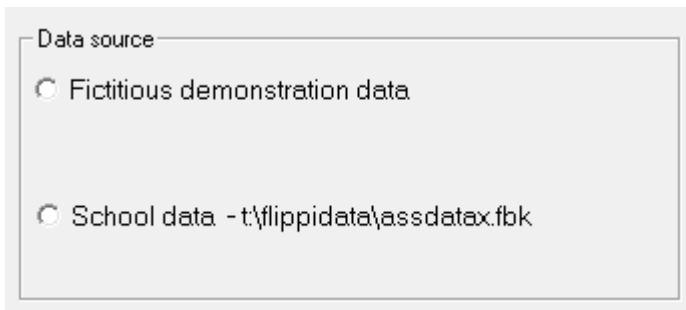 Data source
Fictitious demonstration data
School data - t:\flippidata\assdatax.fbk